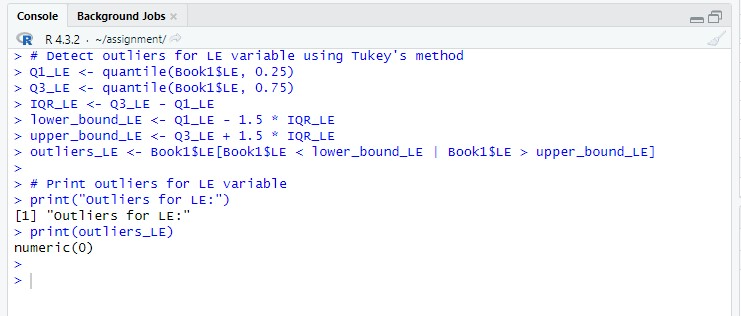 Console Background Jobs ×
R 4.3.2 · ~/assignment/
> # Detect outliers for LE variable using Tukey's method
> Q1_LE <- quantile(Book1$LE, 0.25)
> Q3_LE <- quantile(Book1$LE, 0.75)
> IQR_LE <- Q3_LE - Q1_LE
> lower_bound_LE <- Q1_LE - 1.5 * IQR_LE
> upper_bound_LE <- Q3_LE + 1.5 * IQR_LE
> outliers_LE <- Book1$LE[Book1$LE < lower_bound_LE | Book1$LE > upper_bound_LE]
>
> # Print outliers for LE variable
> print("Outliers for LE:")
[1] "Outliers for LE:"
> print(outliers_LE)
numeric(0)
>
>